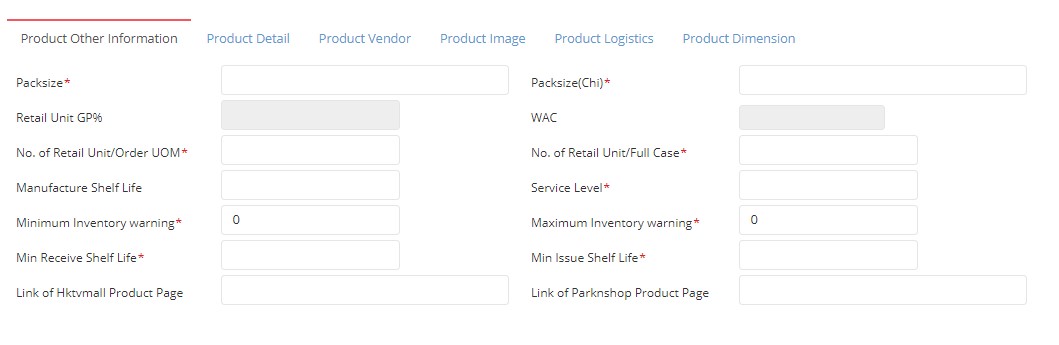 Product Other Information Product Detail Product Vendor Product Image Product Logistics Product Dimension
Packsize* Packsize(Chi)*
Retail Unit GP% WAC
No. of Retail Unit/Order UOM* No. of Retail Unit/Full Case*
Manufacture Shelf Life Service Level*
Minimum Inventory warning* 0 Maximum Inventory warning* 0
Min Receive Shelf Life* Min Issue Shelf Life*
Link of Hktvmall Product Page Link of Parknshop Product Page